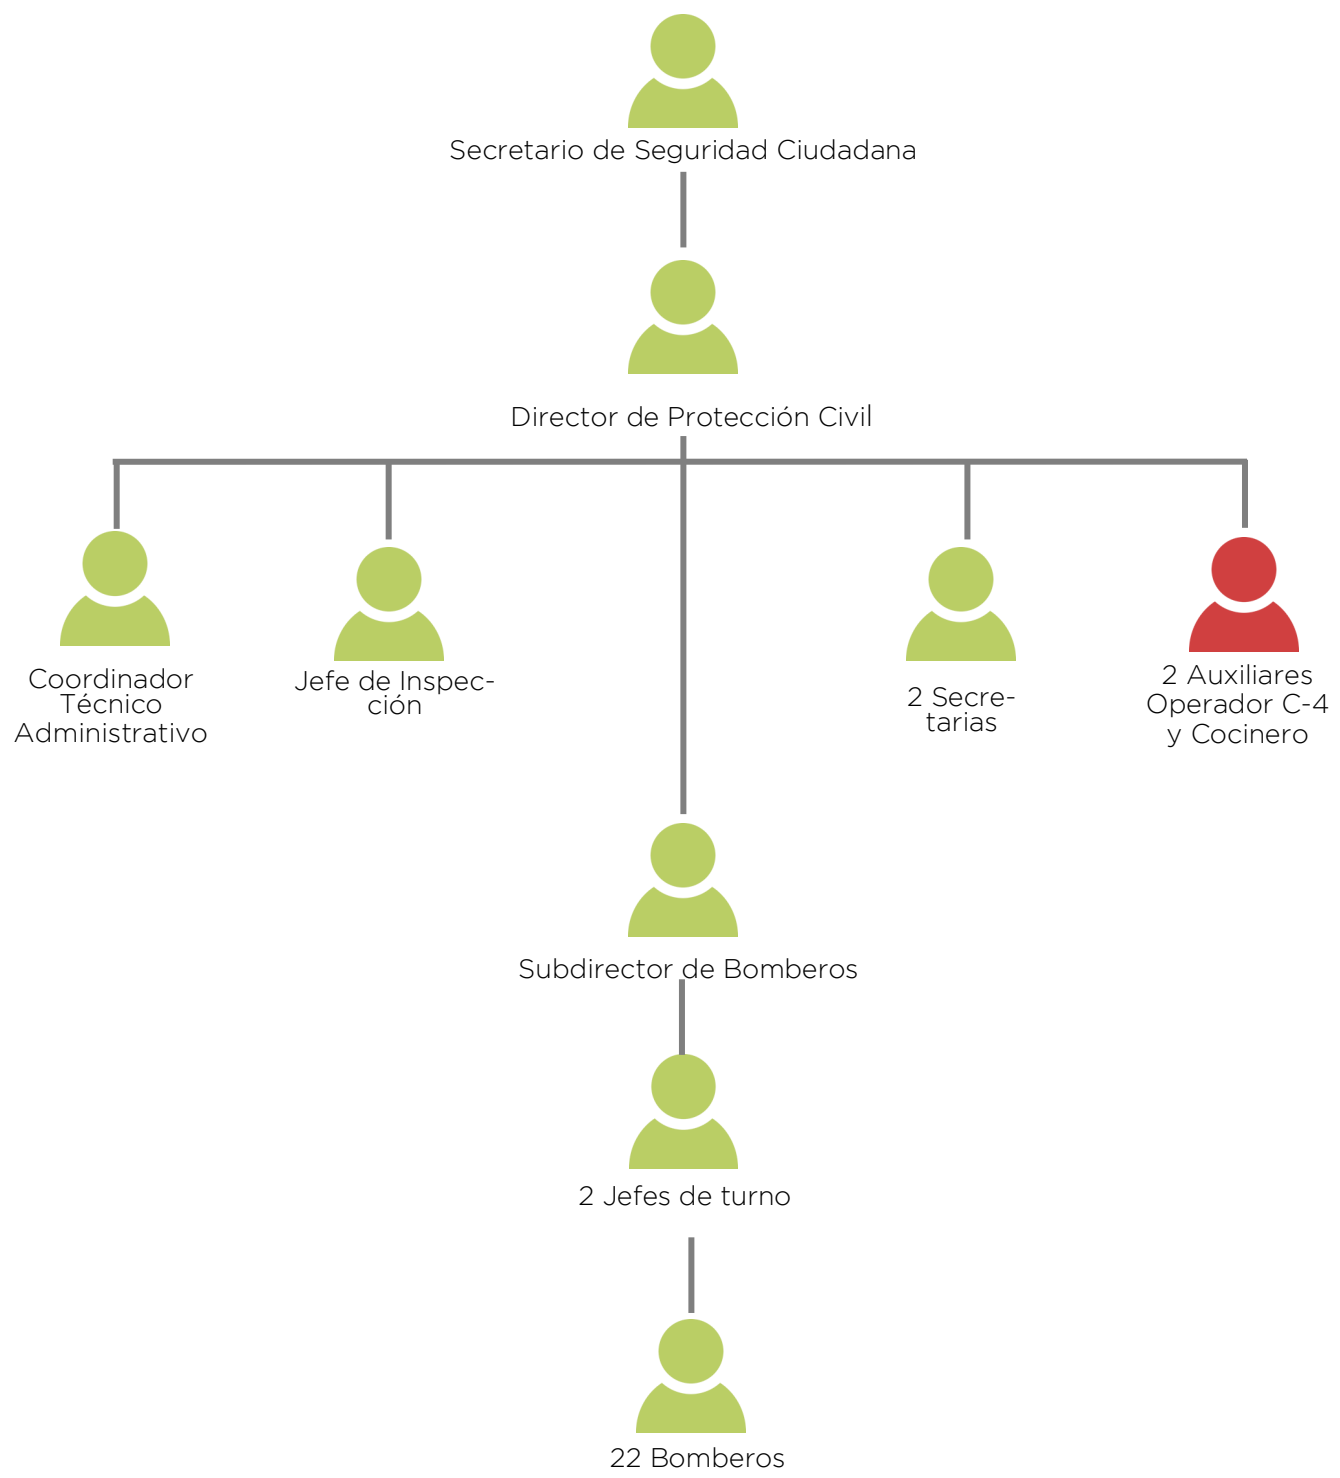 Secretario de Seguridad Ciudadana
Director de Protección Civil
Coordinador
Técnico
Administrativo
Jefe de Inspec-
ción
2 Secre-
tarias
2 Auxiliares
Operador C-4
y Cocinero
Subdirector de Bomberos
2 Jefes de turno
22 Bomberos